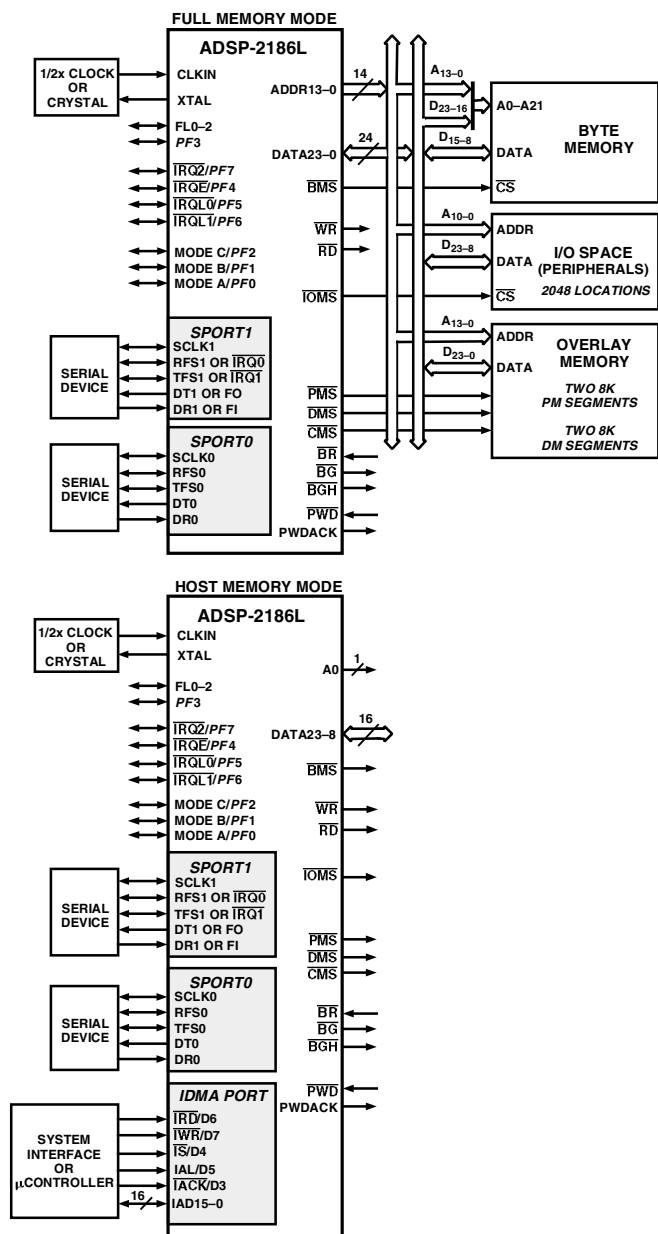 FULL MEMORY MODE
ADSP-2186L
1/2x CLOCK
OR
CRYSTAL
CLKIN
XTAL
FL0–2
PF3
IRQ2/PF7
IRQE/PF4
IRQL0/PF5
IRQL1/PF6
MODE C/PF2
MODE B/PF1
MODE A/PF0
SPORT1
SCLK1
RFS1 OR IRQ0
TFS1 OR IRQ1
DT1 OR FO
DR1 OR FI
SERIAL
DEVICE
SPORT0
SCLK0
RFS0
TFS0
DT0
DR0
SERIAL
DEVICE
ADDR13–0
14
DATA23–0
24
BMS
WR
RD
IOMS
PMS
DMS
CMS
BR
BG
BGH
PWD
PWDACK
A13–0
D23–16
D15–8
A10–0
D23–8
A13–0
D23–0
A0–A21
BYTE
MEMORY
DATA
CS
ADDR
I/O SPACE
(PERIPHERALS)
DATA
2048 LOCATIONS
CS
ADDR
OVERLAY
MEMORY
DATA
TWO 8K
PM SEGMENTS
TWO 8K
DM SEGMENTS
HOST MEMORY MODE
ADSP-2186L
1/2x CLOCK
OR
CRYSTAL
CLKIN
XTAL
FL0–2
PF3
IRQ2/PF7
IRQE/PF4
IRQL0/PF5
IRQL1/PF6
MODE C/PF2
MODE B/PF1
MODE A/PF0
SPORT1
SCLK1
RFS1 OR IRQ0
TFS1 OR IRQ1
DT1 OR FO
DR1 OR FI
SERIAL
DEVICE
SPORT0
SCLK0
RFS0
TFS0
DT0
DR0
SERIAL
DEVICE
IDMA PORT
IRD/D6
IWR/D7
IS/D4
IAL/D5
IACK/D3
IAD15–0
16
SYSTEM
INTERFACE
OR
µCONTROLLER
A0
1
DATA23–8
16
BMS
WR
RD
IOMS
PMS
DMS
CMS
BR
BG
BGH
PWD
PWDACK